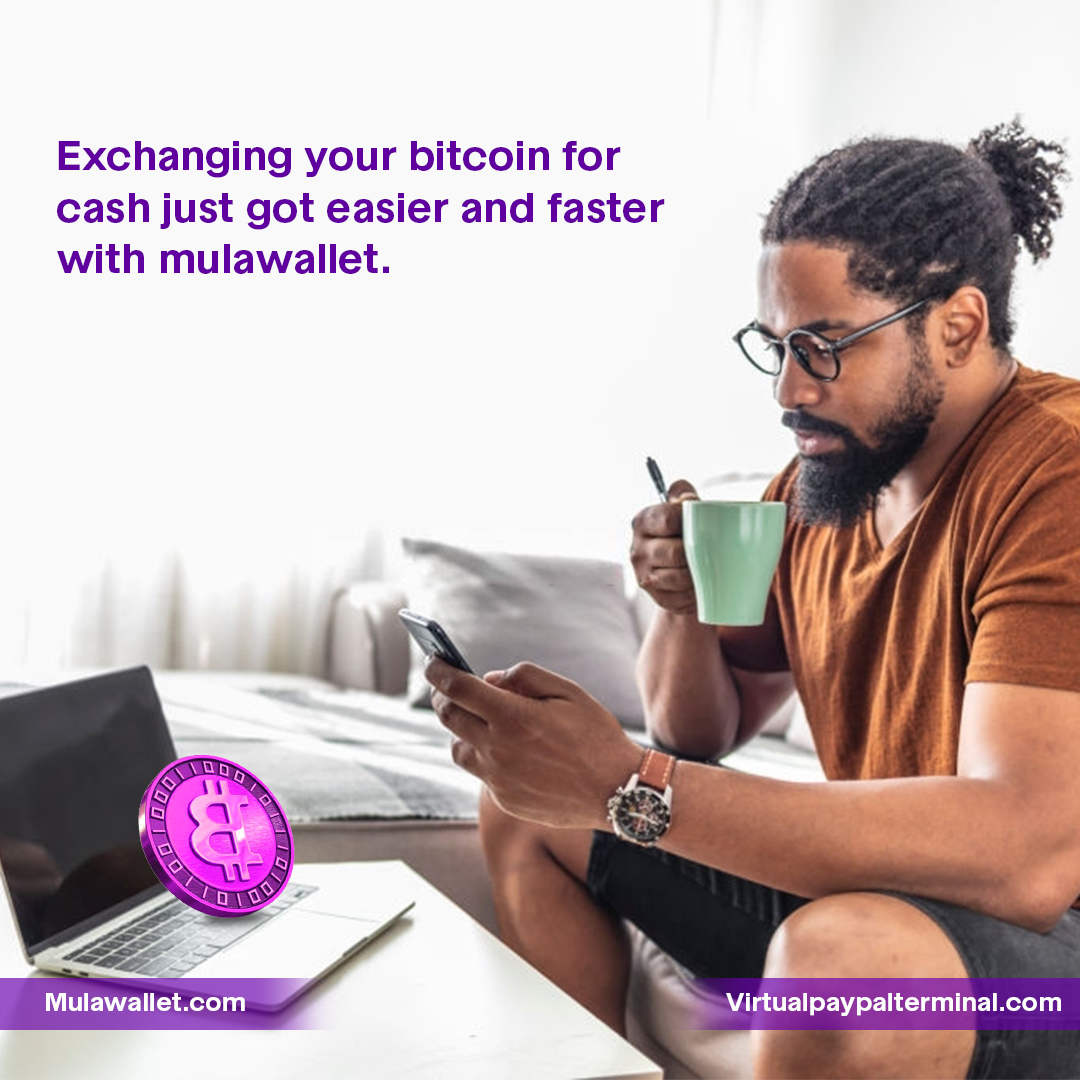 Exchanging your bitcoin for
cash just got easier and faster
with mulawallet.
Mulawallet.com
Virtualpaypalterminal.com